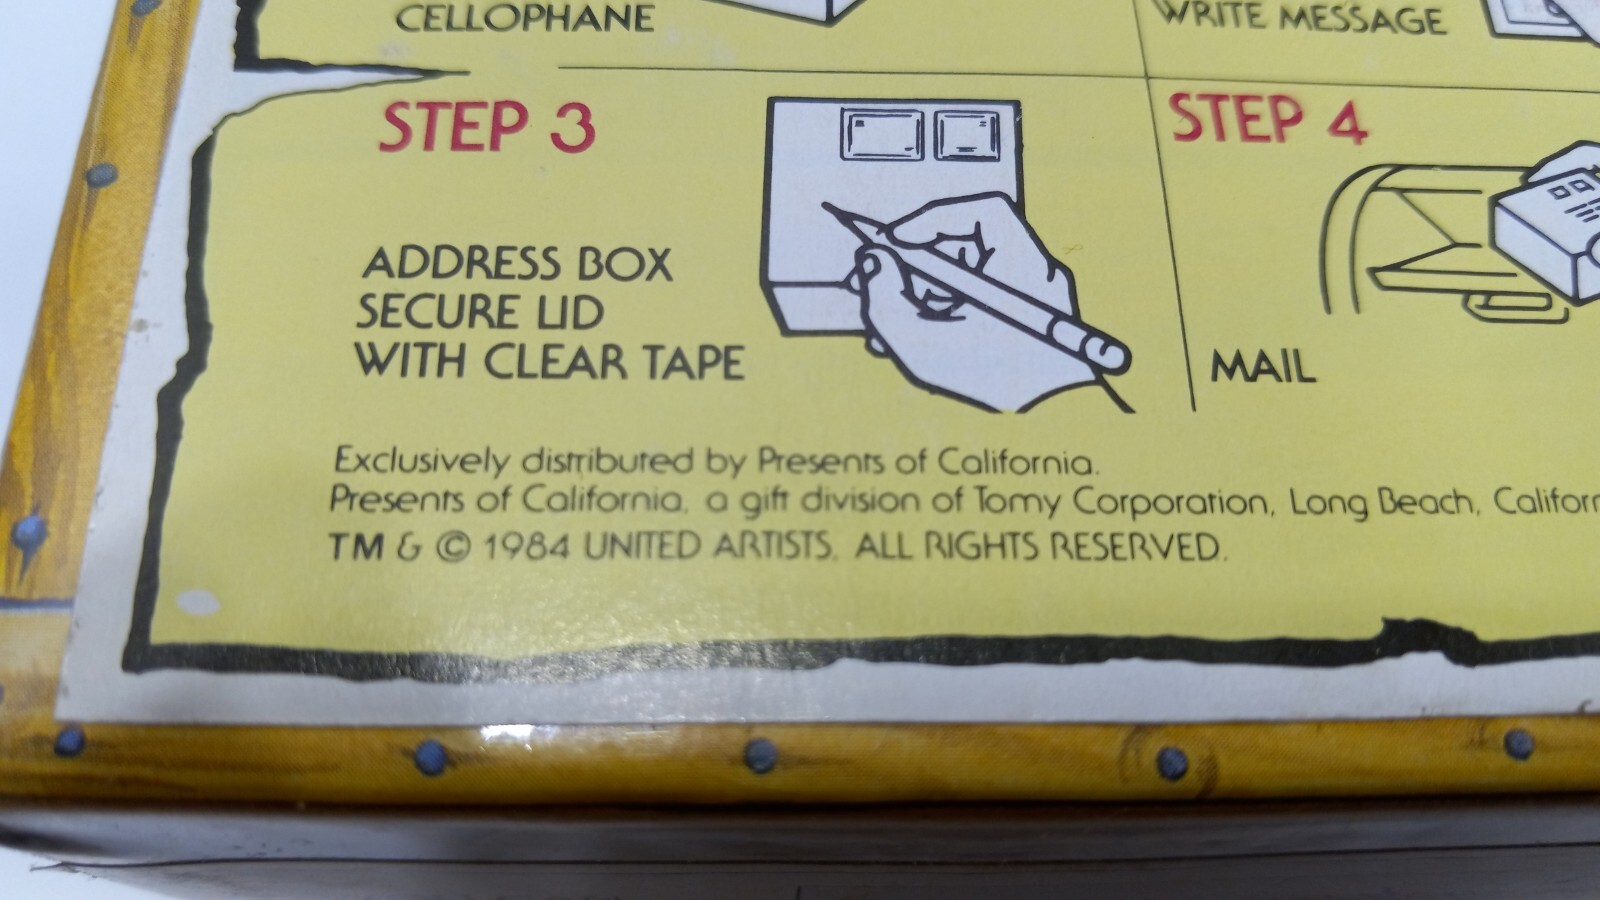 CELLOPHANE
WRITE MESSAGE
STEP 3
ADDRESS BOX
SECURE LID
WITH CLEAR TAPE
STEP 4
MAIL
Exclusively distributed by Presents of California.
Presents of California, a gift division of Tomy Corporation, Long Beach, Califor
TM & © 1984 UNITED ARTISTS. ALL RIGHTS RESERVED.